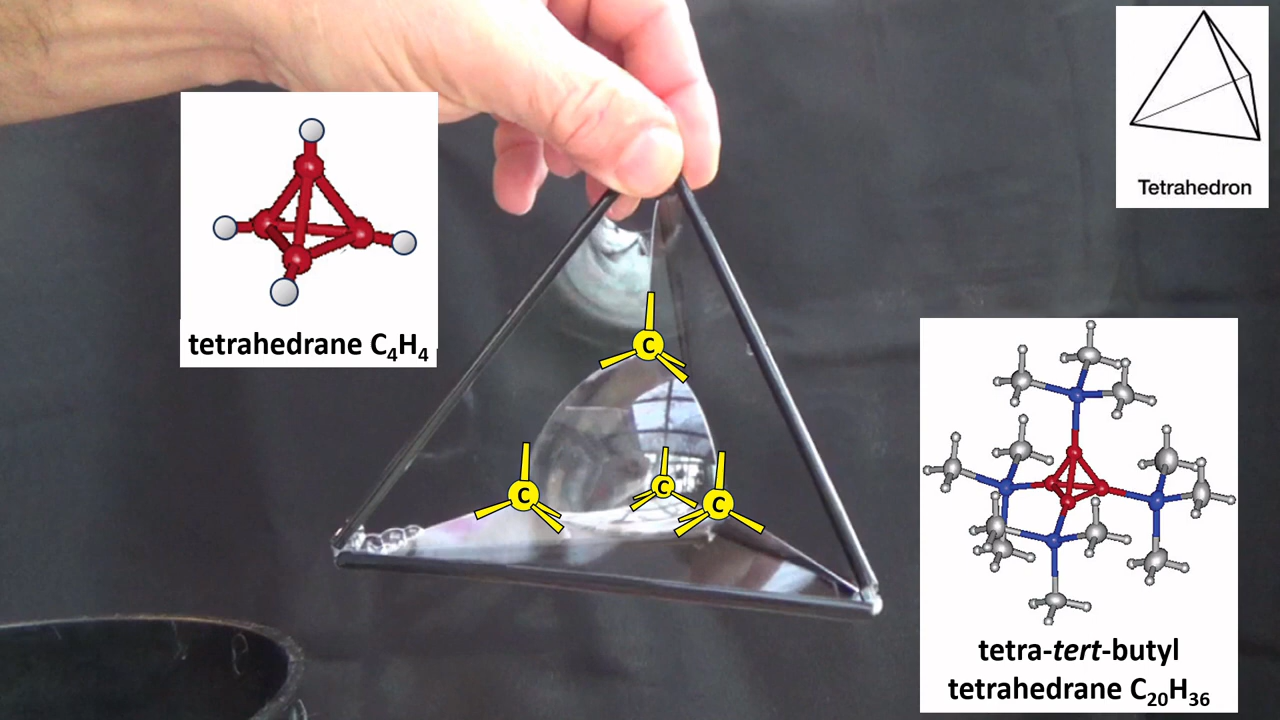 Tetrahedron
tetrahedrane C₄H₄
C
C
C
C
tetra-tert-butyl
tetrahedrane C₂₀H₃₆